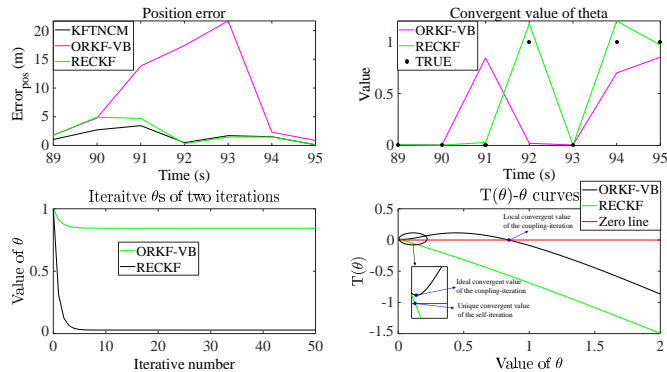 Position error
Error_pos (m)
20
15
10
5
0
KFTNCM
ORKF-VB
RECKF
89 90 91 92 93 94 95
Time (s)
Convergent value of theta
Value
1
0.5
0
ORKF-VB
RECKF
TRUE
89 90 91 92 93 94 95
Time (s)
Iteraitve θs of two iterations
Value of θ
1
0.5
0
ORKF-VB
RECKF
0 10 20 30 40 50
Iterative number
T(θ)-θ curves
T(θ)
0.5
0
-0.5
-1
-1.5
ORKF-VB
RECKF
Zero line
Local convergent value
of the coupling-iteration
Ideal convergent value
of the coupling-iteration
Unique convergent value
of the self-iteration
0 0.5 1 1.5 2
Value of θ